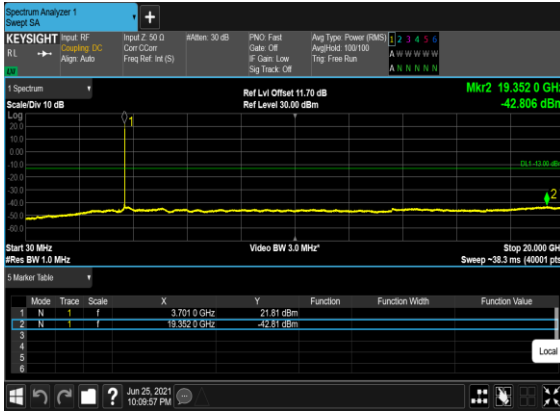 Spectrum Analyzer 1
Swept SA
+
KEYSIGHT
RL
Input: RF
Coupling: DC
Align: Auto
Input Z: 50 Ω
Corr CCorr
Freq Ref: Int (S)
#Atten: 30 dB
PNO: Fast
Gate: Off
IF Gain: Low
Sig Track: Off
Avg Type: Power (RMS)
Avg|Hold: 100/100
Trig: Free Run
1 2 3 4 5 6
A W W W W W
A N N N N N
1 Spectrum
Scale/Div 10 dB
Ref Lvl Offset 11.70 dB
Ref Level 30.00 dBm
Mkr2 19.352 0 GHz
-42.806 dBm
Log
20.0
10.0
0.00
-10.0
-20.0
-30.0
-40.0
-50.0
-60.0
1
DL1 -13.00 dBm
2
Start 30 MHz
#Res BW 1.0 MHz
Video BW 3.0 MHz*
Stop 20.000 GH
Sweep ~38.3 ms (40001 pts
5 Marker Table
Mode Trace Scale X Y Function Function Width Function Value
1 N 1 f 3.701 0 GHz 21.81 dBm
2 N 1 f 19.352 0 GHz -42.81 dBm
3
4
5
6
Local
?
Jun 25, 2021
10:09:57 PM